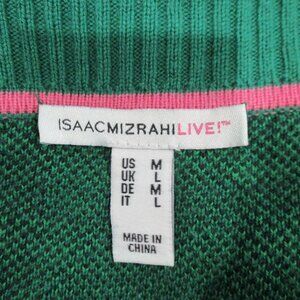 ISAACMIZRAHILIVE!™
US M
UK L
DE M
IT L
MADE IN
CHINA